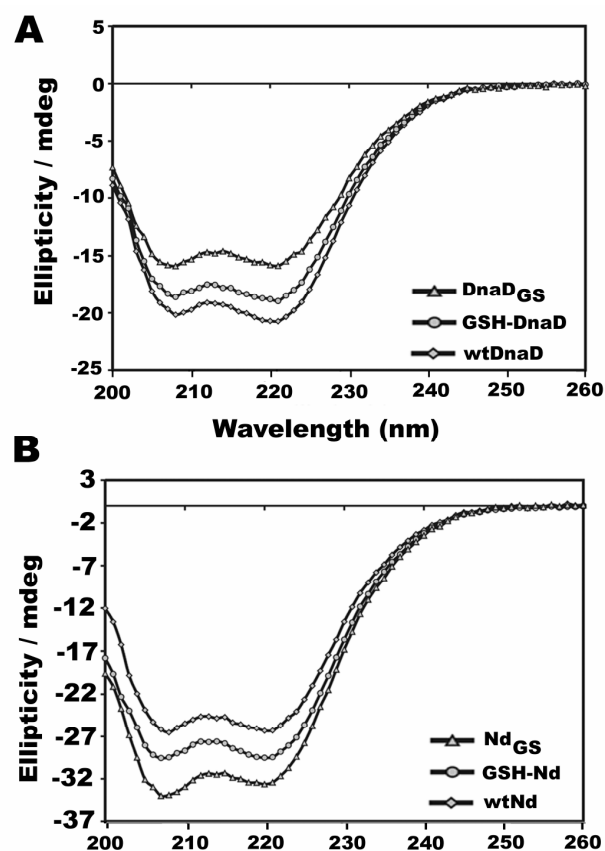 A
5
0
-5
-10
-15
-20
-25
Ellipticity / mdeg
DnaDGS
GSH-DnaD
wtDnaD
200 210 220 230 240 250 260
Wavelength (nm)
B
3
-2
-7
-12
-17
-22
-27
-32
-37
Ellipticity / mdeg
NdGS
GSH-Nd
wtNd
200 210 220 230 240 250 260